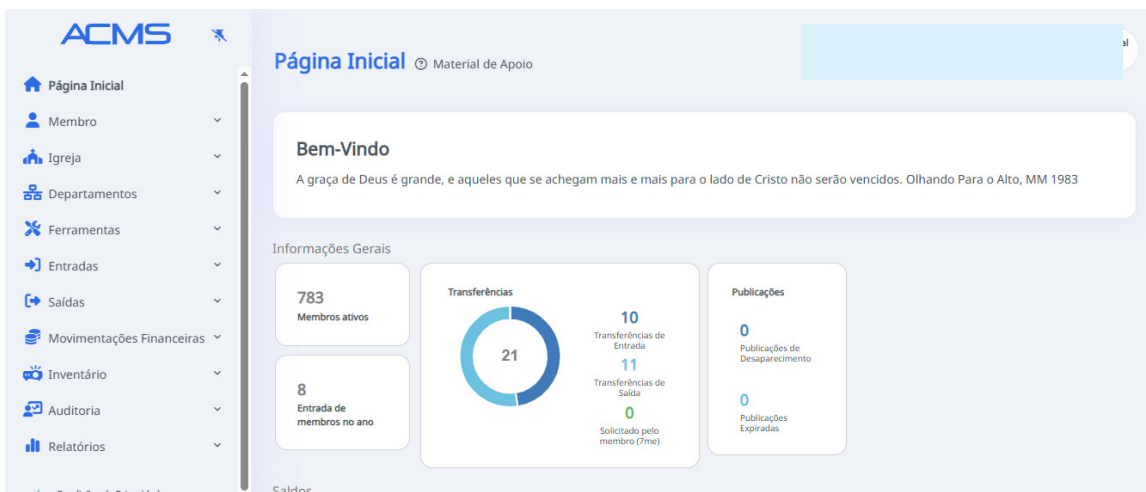 ACMS
Página Inicial
Membro
Igreja
Departamentos
Ferramentas
Entradas
Saídas
Movimentações Financeiras
Inventário
Auditoria
Relatórios
Página Inicial
Material de Apoio
al
Bem-Vindo
A graça de Deus é grande, e aqueles que se achegam mais e mais para o lado de Cristo não serão vencidos. Olhando Para o Alto, MM 1983
Informações Gerais
783
Membros ativos
8
Entrada de
membros no ano
Transferências
21
10
Transferências de
Entrada
11
Transferências de
Saída
0
Solicitado pelo
membro (7me)
Publicações
0
Publicações de
Desaparecimento
0
Publicações
Expiradas
Saldos